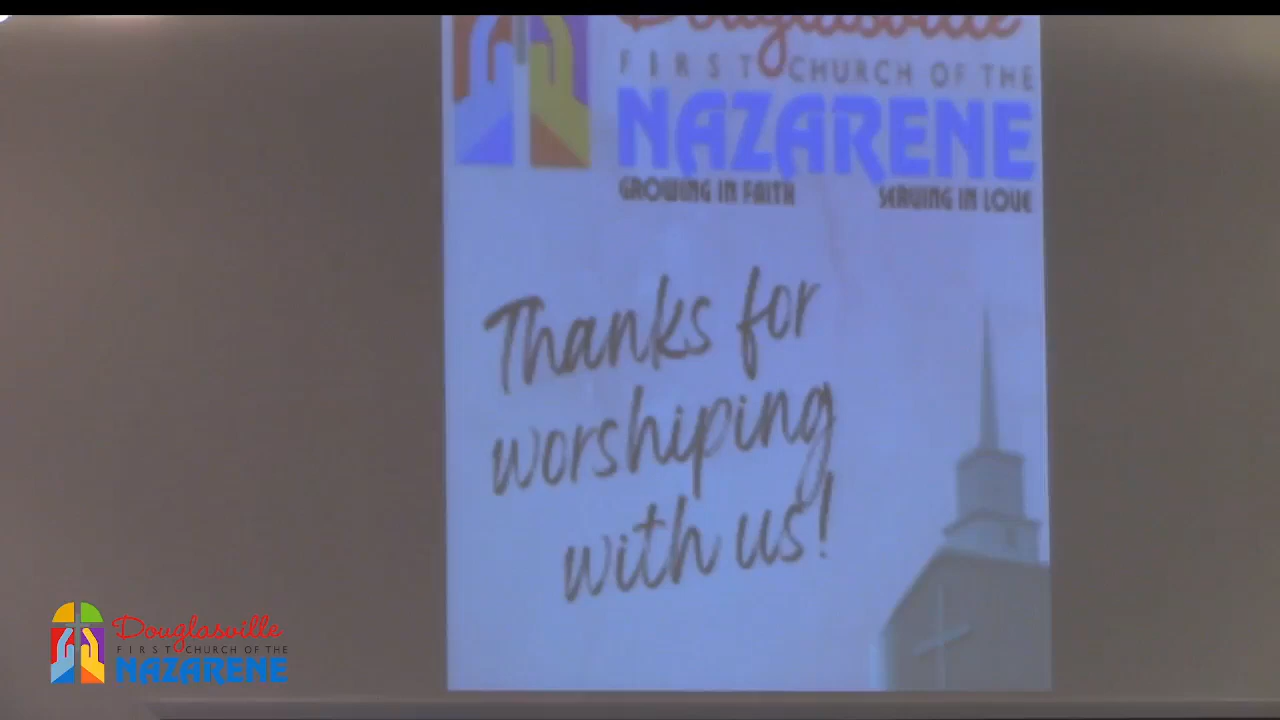 Douglasville
FIRST CHURCH OF THE
NAZARENE
GROWING IN FAITH SERVING IN LOVE
Thanks for
worshiping
with us!
Douglasville
FIRST CHURCH OF THE
NAZARENE